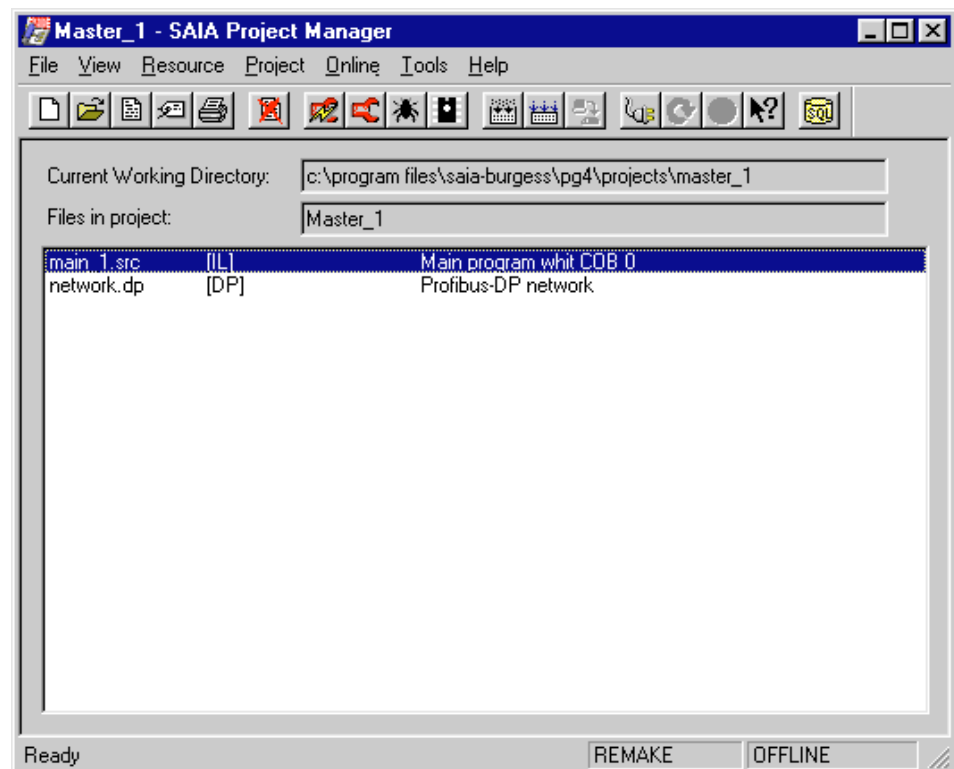 Master_1 - SAIA Project Manager
File View Resource Project Online Tools Help
SQL
Current Working Directory: c:\program files\saia-burgess\pg4\projects\master_1
Files in project: Master_1
main_1.src [IL] Main program whit COB 0
network.dp [DP] Profibus-DP network
Ready REMAKE OFFLINE